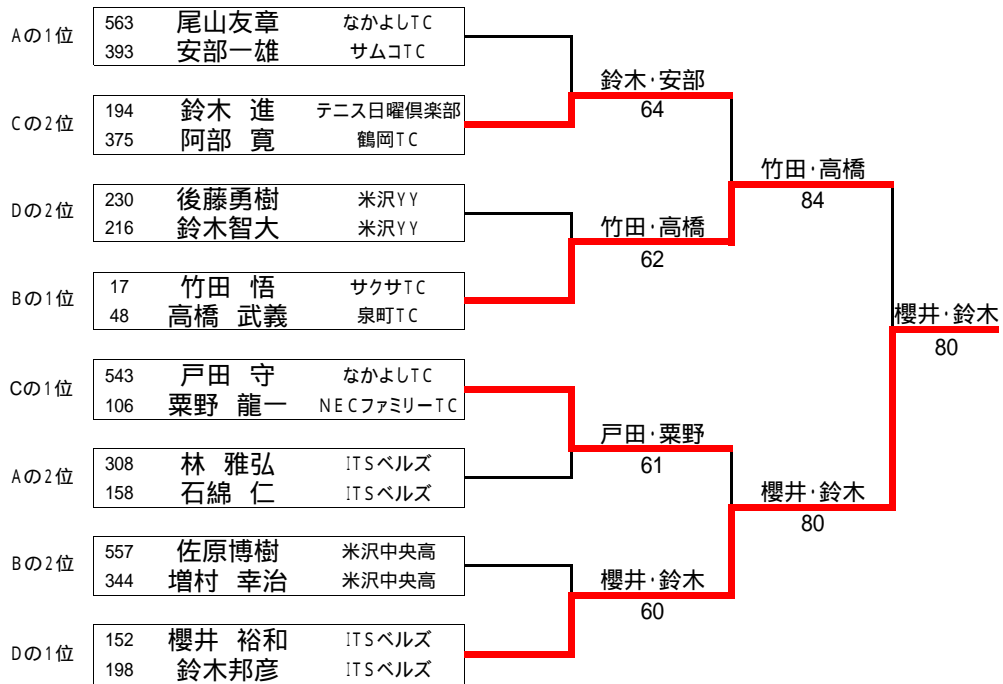 Aの1位
563 尾山友章 なかよしTC
393 安部一雄 サムコTC
Cの2位
194 鈴木 進 テニス日曜倶楽部
375 阿部 寛 鶴岡TC
Dの2位
230 後藤勇樹 米沢YY
216 鈴木智大 米沢YY
Bの1位
17 竹田 悟 サクサTC
48 高橋 武義 泉町TC
Cの1位
543 戸田 守 なかよしTC
106 粟野 龍一 NECファミリーTC
Aの2位
308 林 雅弘 ITSベルズ
158 石綿 仁 ITSベルズ
Bの2位
557 佐原博樹 米沢中央高
344 増村 幸治 米沢中央高
Dの1位
152 櫻井 裕和 ITSベルズ
198 鈴木邦彦 ITSベルズ
鈴木・安部
64
竹田・高橋
62
戸田・粟野
61
櫻井・鈴木
60
竹田・高橋
84
櫻井・鈴木
80
櫻井・鈴木
80